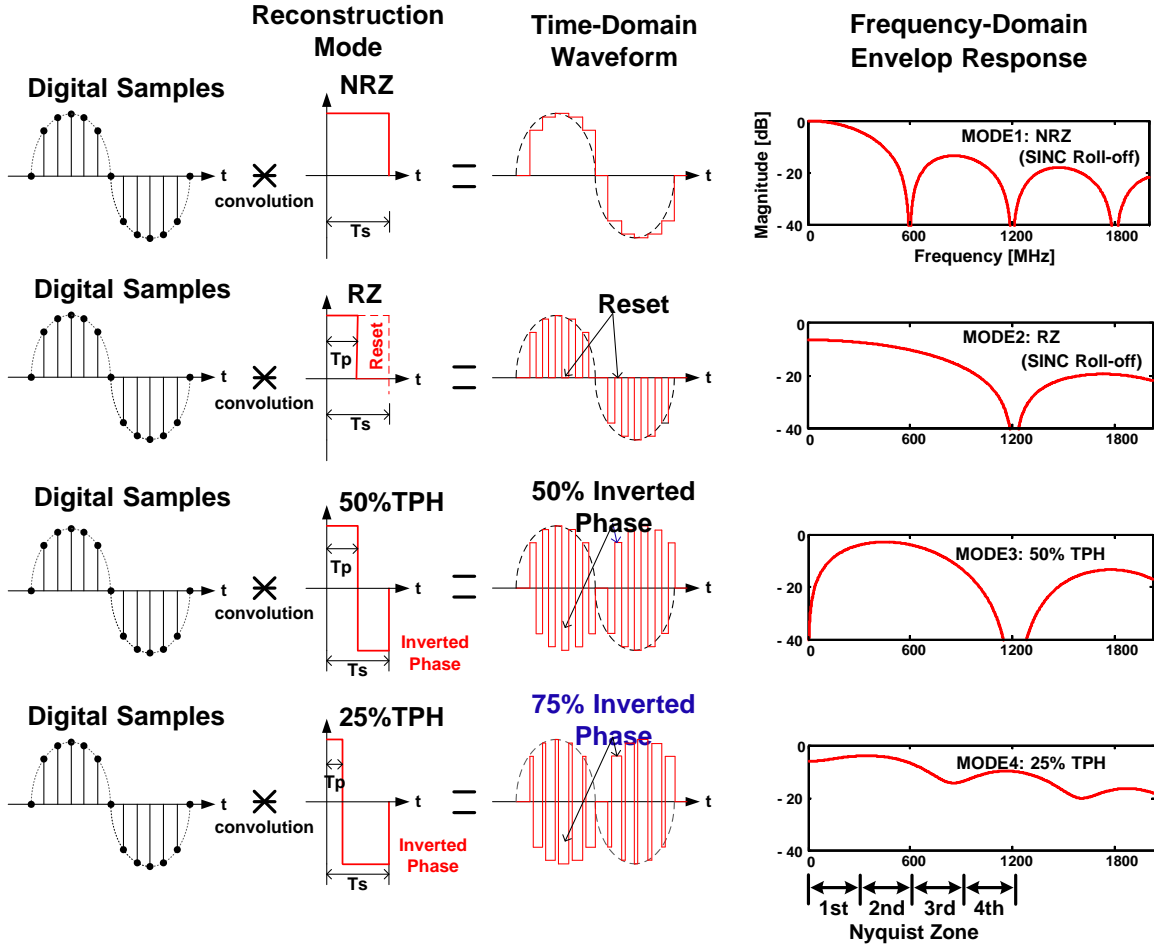 Reconstruction
Mode
Time-Domain
Waveform
Frequency-Domain
Envelop Response
Digital Samples
NRZ
t
convolution
t
Ts
t
Magnitude [dB]
0
- 20
- 40
MODE1: NRZ
(SINC Roll-off)
0 600 1200 1800
Frequency [MHz]
Digital Samples
RZ
t
convolution
Tp
Reset
t
Ts
Reset
t
0
- 20
- 40
MODE2: RZ
(SINC Roll-off)
0 600 1200 1800
Digital Samples
50%TPH
t
convolution
Tp
t
Inverted
Phase
Ts
50% Inverted
Phase
t
0
- 20
- 40
MODE3: 50% TPH
0 600 1200 1800
Digital Samples
25%TPH
t
convolution
Tp
t
Inverted
Phase
Ts
75% Inverted
Phase
t
0
- 20
- 40
MODE4: 25% TPH
0 600 1200 1800
1st 2nd 3rd 4th
Nyquist Zone